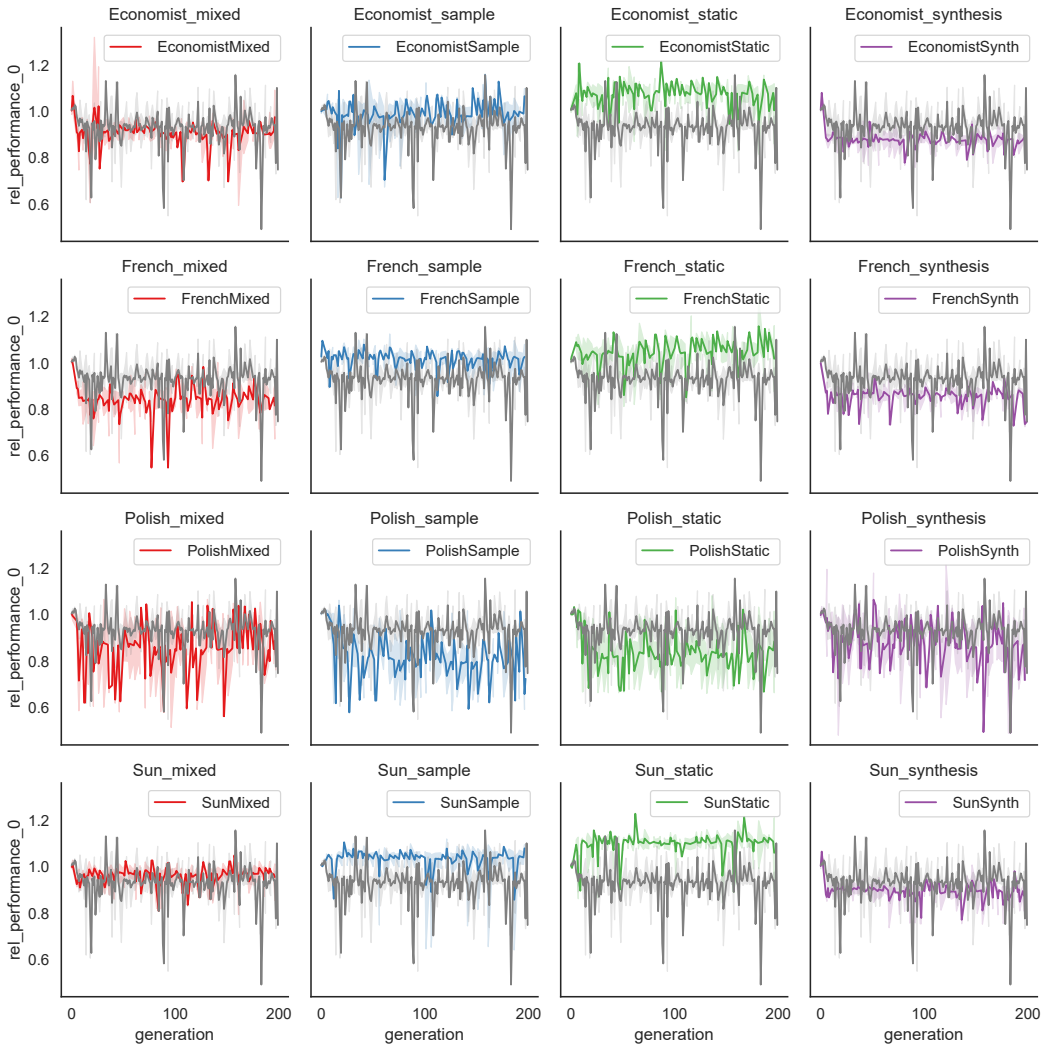 Economist_mixed Economist_sample Economist_static Economist_synthesis
EconomistMixed EconomistSample EconomistStatic EconomistSynth
rel_performance_0
1.2
1.0
0.8
0.6
French_mixed French_sample French_static French_synthesis
FrenchMixed FrenchSample FrenchStatic FrenchSynth
rel_performance_0
1.2
1.0
0.8
0.6
Polish_mixed Polish_sample Polish_static Polish_synthesis
PolishMixed PolishSample PolishStatic PolishSynth
rel_performance_0
1.2
1.0
0.8
0.6
Sun_mixed Sun_sample Sun_static Sun_synthesis
SunMixed SunSample SunStatic SunSynth
rel_performance_0
1.2
1.0
0.8
0.6
0 100 200 0 100 200 0 100 200 0 100 200
generation generation generation generation